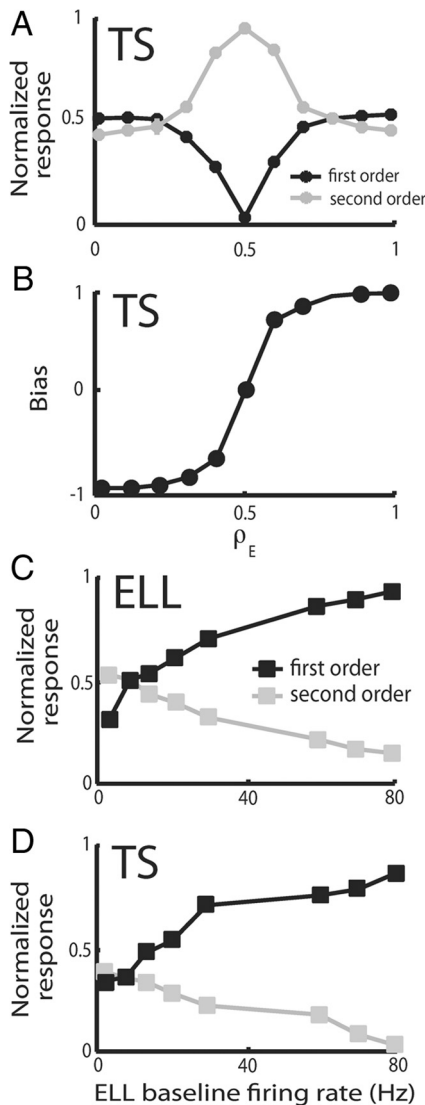 A
TS
Normalized
response
1
0.5
0
first order
second order
0
0.5
1
B
TS
Bias
1
0
-1
0
0.5
1
ρE
C
ELL
Normalized
response
1
0.5
0
first order
second order
0
40
80
D
TS
Normalized
response
1
0.5
0
0
40
80
ELL baseline firing rate (Hz)